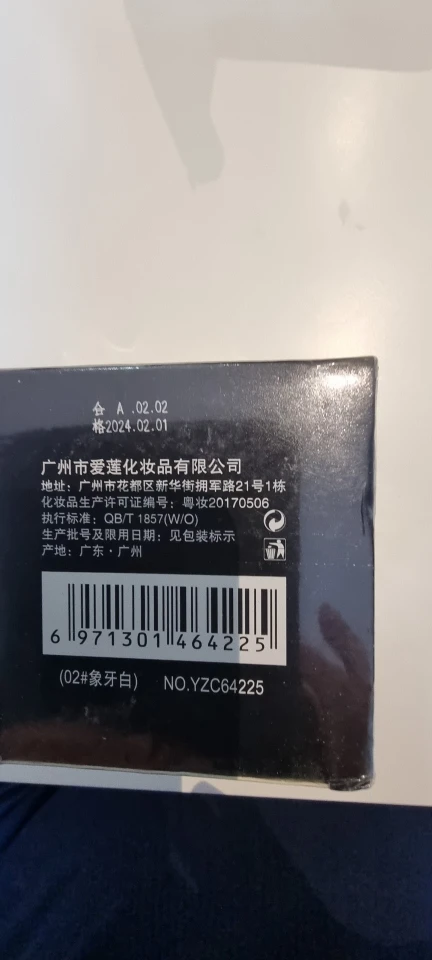 合 A .02.02
格2024.02.01
广州市爱莲化妆品有限公司
地址：广州市花都区新华街拥军路21号1栋
化妆品生产许可证编号：粤妆20170506
执行标准：QB/T 1857(W/O)
生产批号及限用日期：见包装标示
产地：广东·广州
6 971301 464225
(02#象牙白) NO.YZC64225